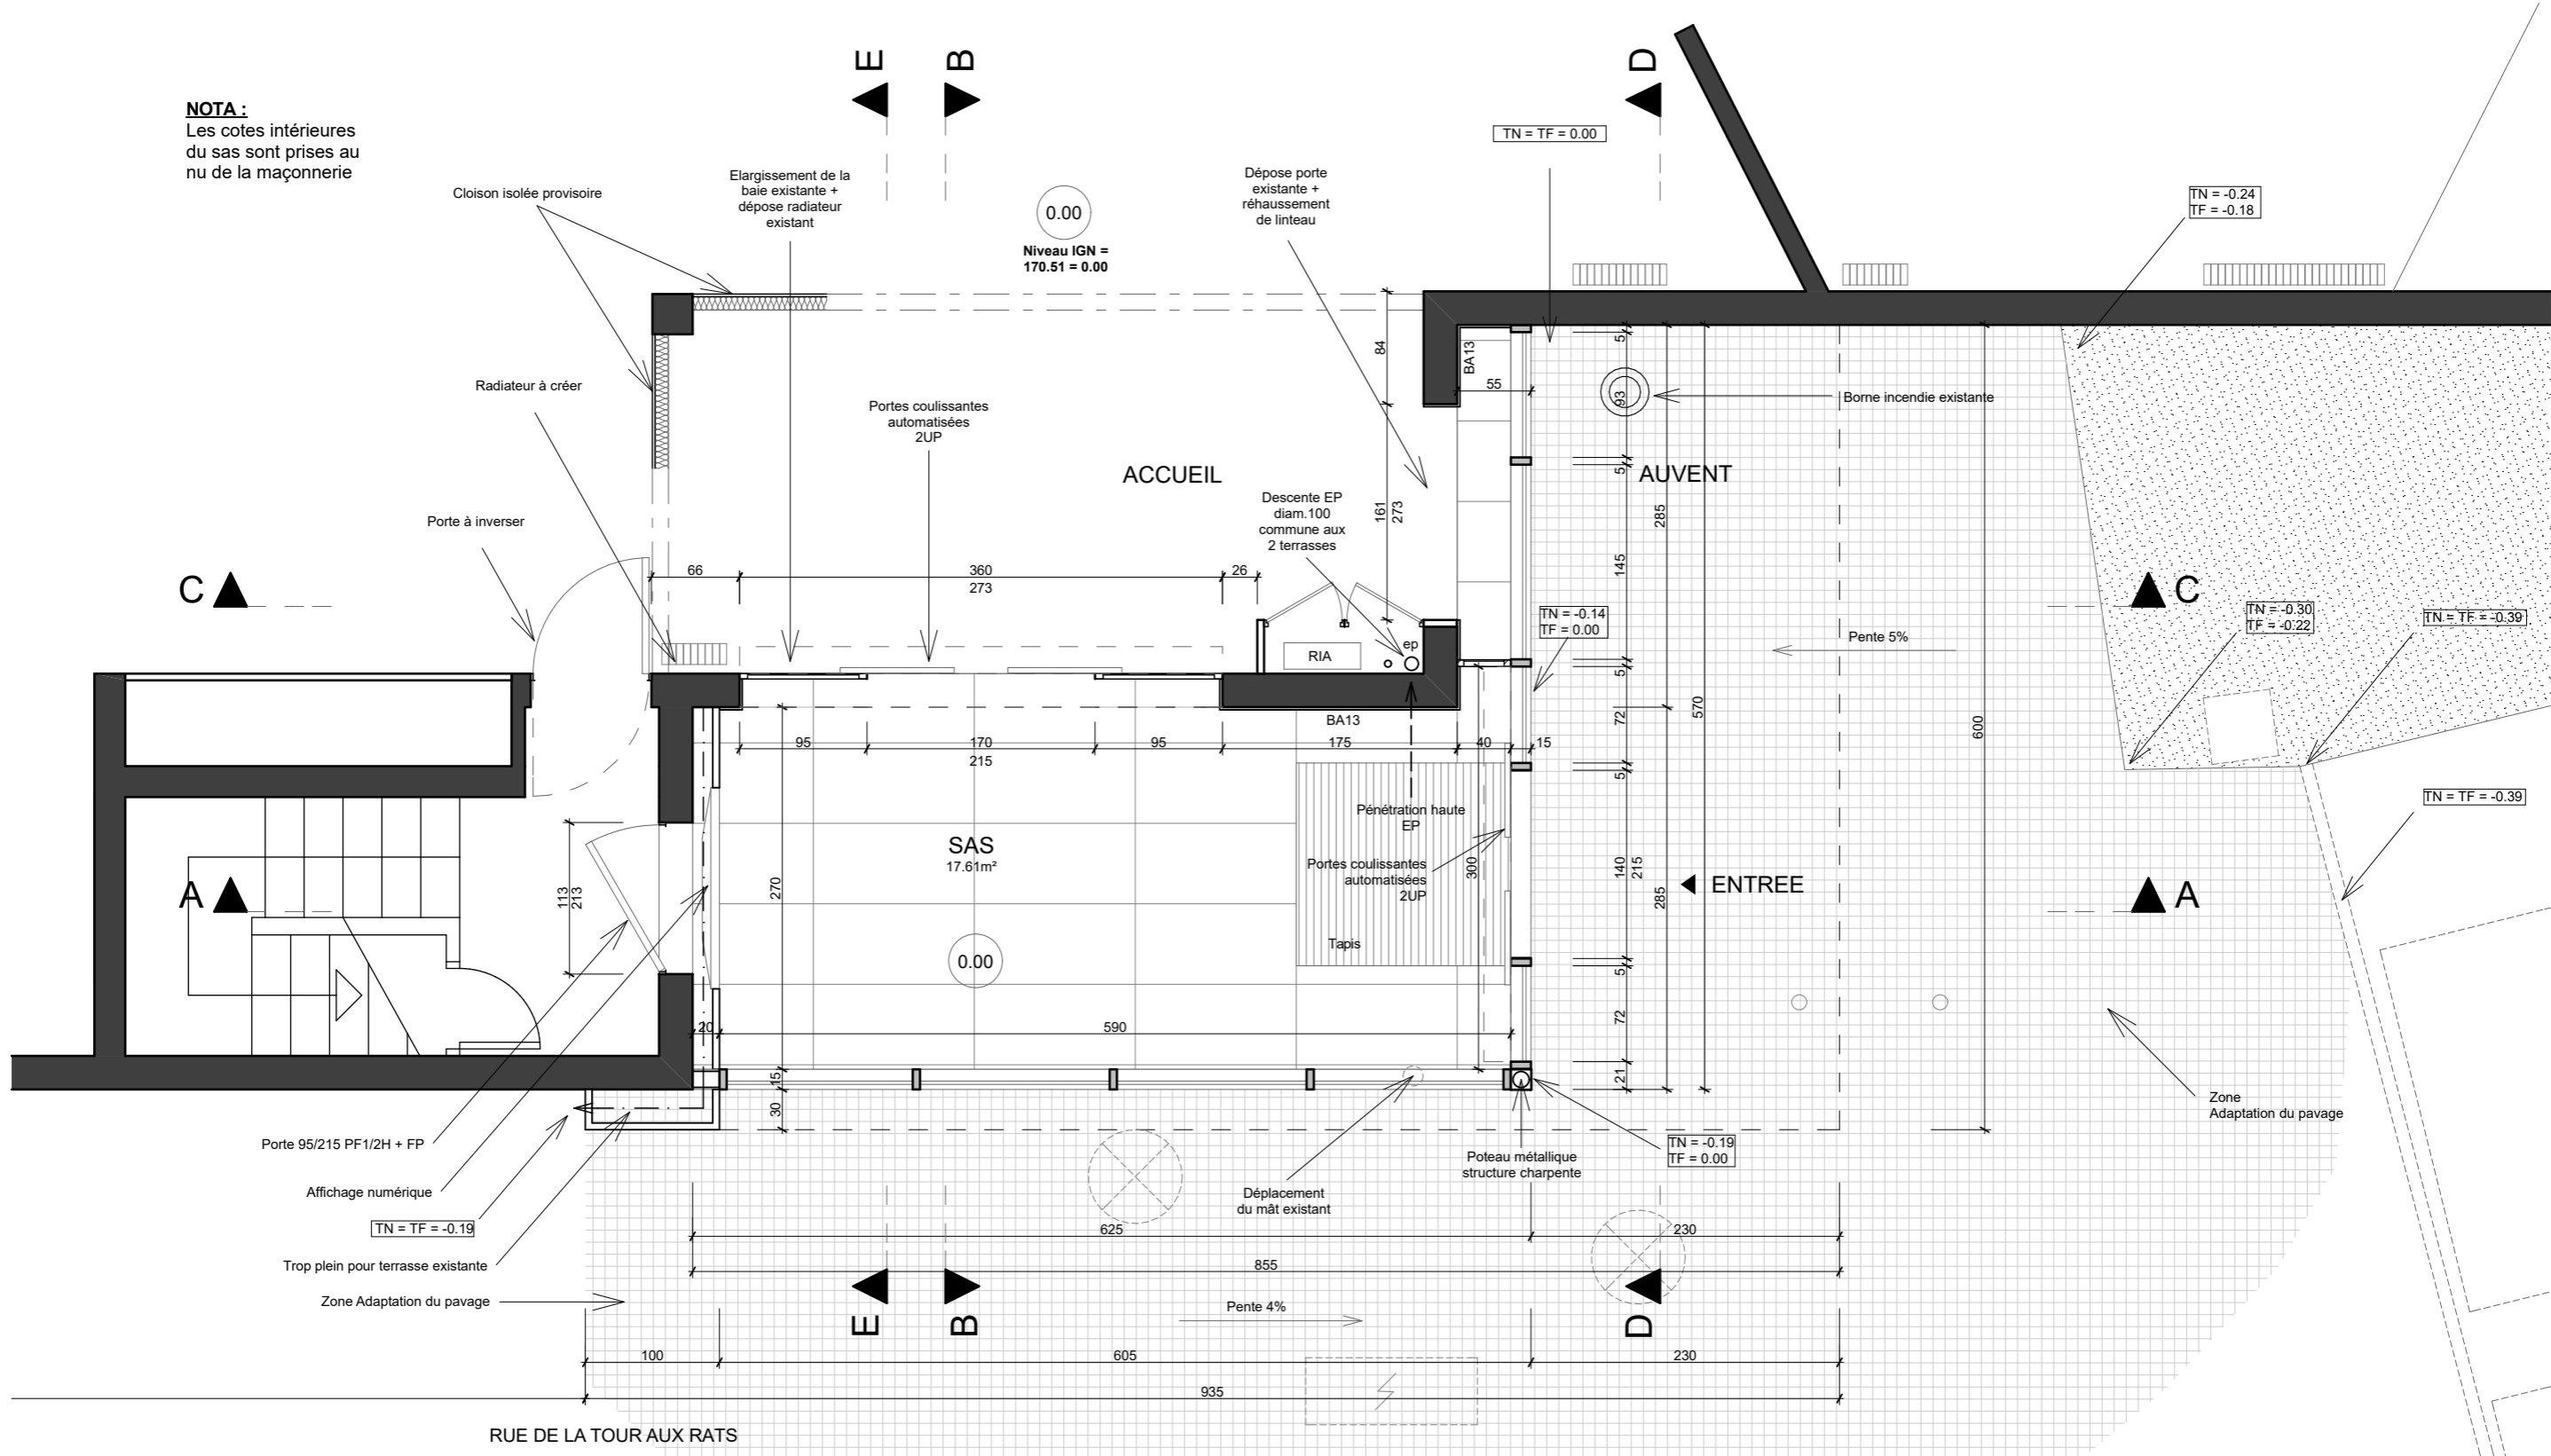 E
B
D
NOTA :
Les cotes intérieures
du sas sont prises au
nu de la maçonnerie
Cloison isolée provisoire
Elargissement de la
baie existante +
dépose radiateur
existant
0.00
Niveau IGN =
170.51 = 0.00
Dépose porte
existante +
réhaussement
de linteau
TN = TF = 0.00
TN = -0.24
TF = -0.18
Radiateur à créer
Portes coulissantes
automatisées
2UP
84
BA13
55
5
93
Borne incendie existante
Porte à inverser
ACCUEIL
Descente EP
diam.100
commune aux
2 terrasses
161
273
AUVENT
5
285
145
C
66
360
273
26
RIA
ep
TN = -0.14
TF = 0.00
Pente 5%
C
TN = -0.30
TF = -0.22
TN = TF = -0.39
5
72
570
600
BA13
95
170
215
95
175
40
15
5
Pénétration haute
EP
TN = TF = -0.39
SAS
17.61m²
Portes coulissantes
automatisées
2UP
300
140
215
285
ENTREE
A
113
213
270
A
Tapis
0.00
5
72
20
590
15
30
21
Zone
Adaptation du pavage
Porte 95/215 PF1/2H + FP
Affichage numérique
TN = TF = -0.19
Trop plein pour terrasse existante
Zone Adaptation du pavage
Déplacement
du mât existant
Poteau métallique
structure charpente
TN = -0.19
TF = 0.00
625
230
855
E
B
D
Pente 4%
100
605
230
935
RUE DE LA TOUR AUX RATS